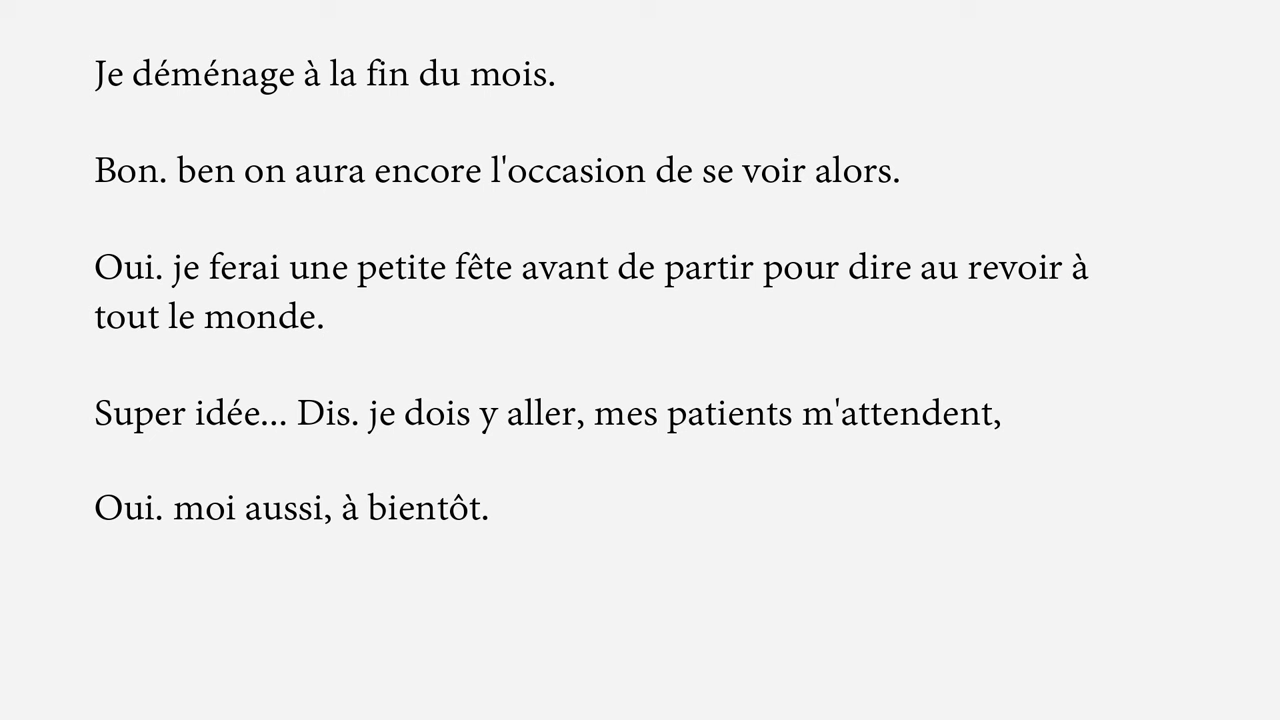 Je déménage à la fin du mois.
Bon. ben on aura encore l'occasion de se voir alors.
Oui. je ferai une petite fête avant de partir pour dire au revoir à
tout le monde.
Super idée... Dis. je dois y aller, mes patients m'attendent,
Oui. moi aussi, à bientôt.